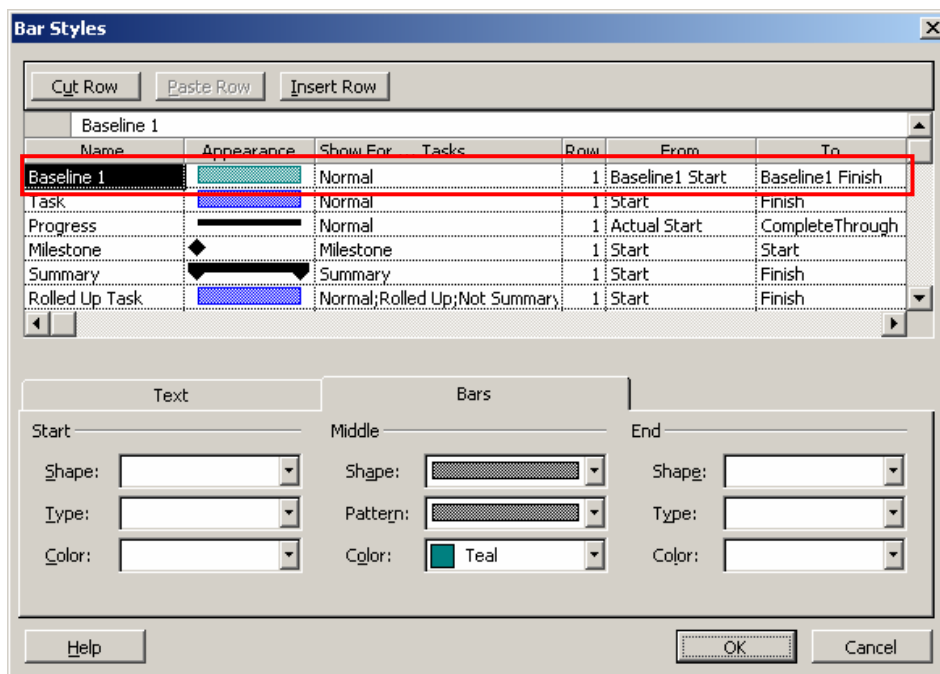 Bar Styles
Cut Row Paste Row Insert Row
Baseline 1
Name Appearance Show For ... Tasks Row From To
Baseline 1 Normal 1 Baseline1 Start Baseline1 Finish
Task Normal 1 Start Finish
Progress Normal 1 Actual Start CompleteThrough
Milestone Milestone 1 Start Start
Summary Summary 1 Start Finish
Rolled Up Task Normal;Rolled Up;Not Summary 1 Start Finish
Text Bars
Start Middle End
Shape: Shape: Shape:
Type: Pattern: Type:
Color: Color: Teal Color:
Help OK Cancel